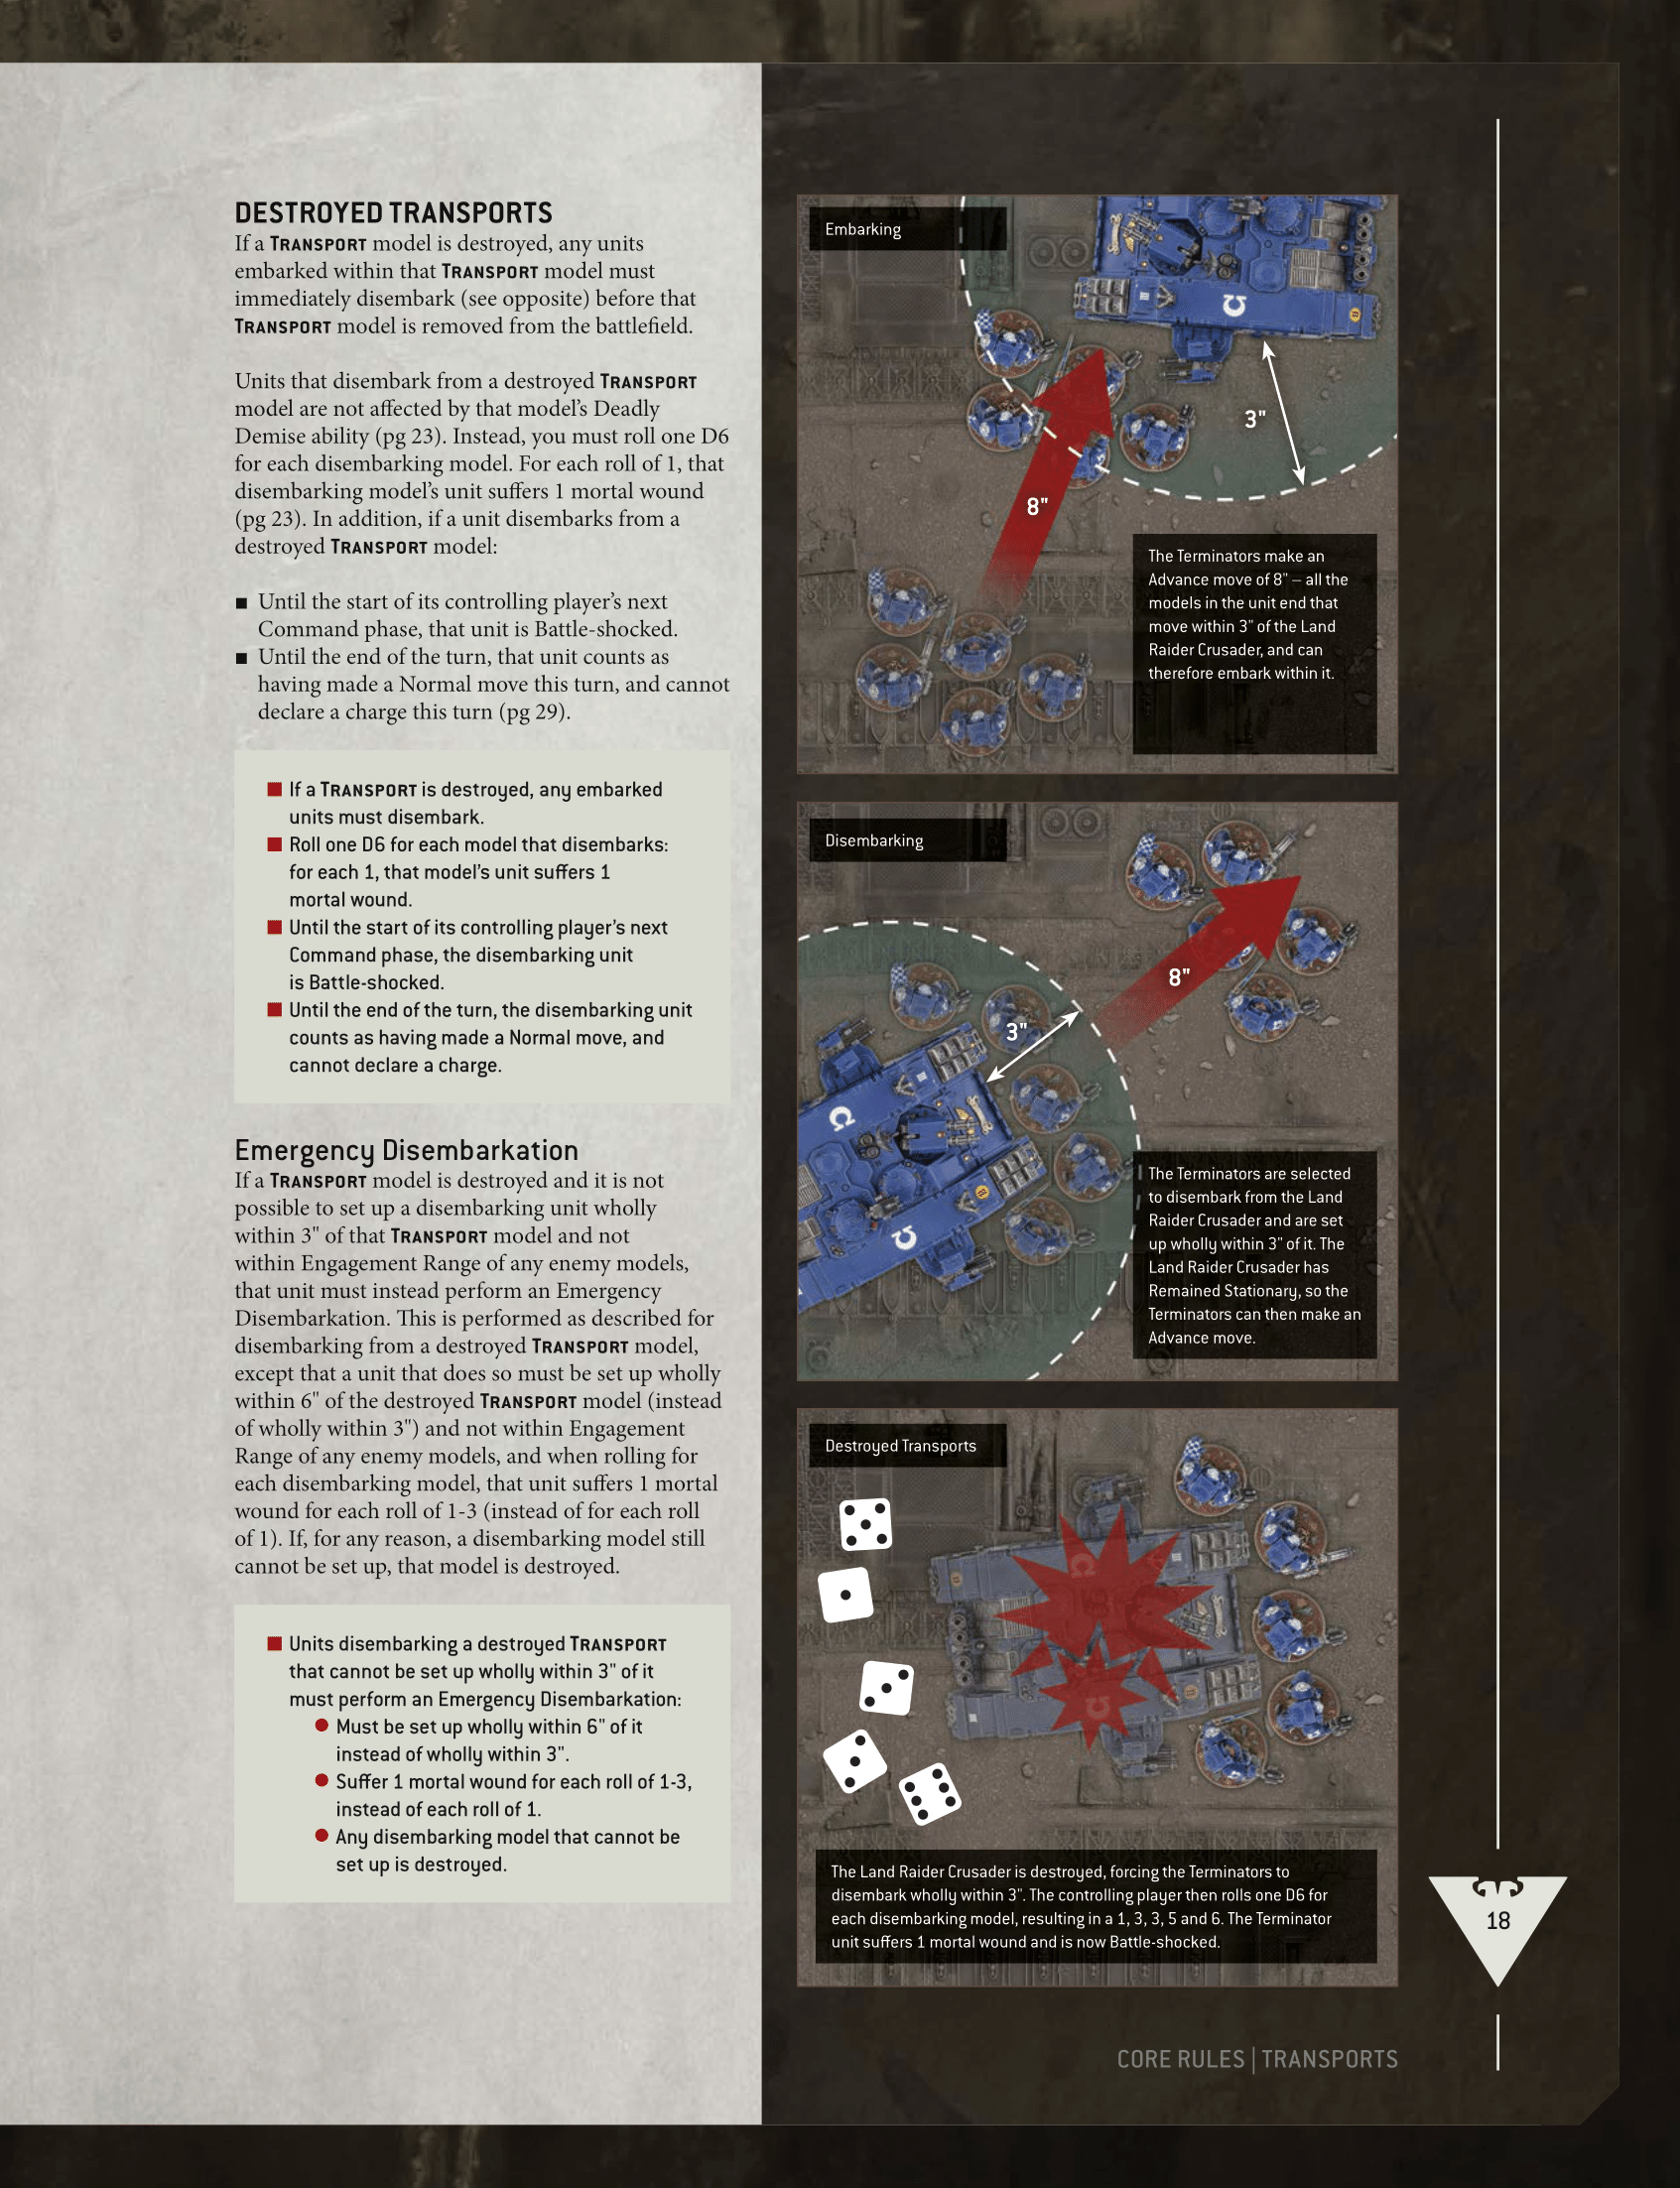 DESTROYED TRANSPORTS
If a TRANSPORT model is destroyed, any units
embarked within that TRANSPORT model must
immediately disembark (see opposite) before that
TRANSPORT model is removed from the battlefield.
Units that disembark from a destroyed TRANSPORT
model are not affected by that model's Deadly
Demise ability (pg 23). Instead, you must roll one D6
for each disembarking model. For each roll of 1, that
disembarking model's unit suffers 1 mortal wound
(pg 23). In addition, if a unit disembarks from a
destroyed TRANSPORT model:
■ Until the start of its controlling player's next
Command phase, that unit is Battle-shocked.
■ Until the end of the turn, that unit counts as
having made a Normal move this turn, and cannot
declare a charge this turn (pg 29).
■ If a TRANSPORT is destroyed, any embarked
units must disembark.
■ Roll one D6 for each model that disembarks:
for each 1, that model's unit suffers 1
mortal wound.
■ Until the start of its controlling player's next
Command phase, the disembarking unit
is Battle-shocked.
■ Until the end of the turn, the disembarking unit
counts as having made a Normal move, and
cannot declare a charge.
Emergency Disembarkation
If a TRANSPORT model is destroyed and it is not
possible to set up a disembarking unit wholly
within 3" of that TRANSPORT model and not
within Engagement Range of any enemy models,
that unit must instead perform an Emergency
Disembarkation. This is performed as described for
disembarking from a destroyed TRANSPORT model,
except that a unit that does so must be set up wholly
within 6" of the destroyed TRANSPORT model (instead
of wholly within 3") and not within Engagement
Range of any enemy models, and when rolling for
each disembarking model, that unit suffers 1 mortal
wound for each roll of 1-3 (instead of for each roll
of 1). If, for any reason, a disembarking model still
cannot be set up, that model is destroyed.
■ Units disembarking a destroyed TRANSPORT
that cannot be set up wholly within 3" of it
must perform an Emergency Disembarkation:
● Must be set up wholly within 6" of it
instead of wholly within 3".
● Suffer 1 mortal wound for each roll of 1-3,
instead of each roll of 1.
● Any disembarking model that cannot be
set up is destroyed.
Embarking
3"
8"
The Terminators make an
Advance move of 8" – all the
models in the unit end that
move within 3" of the Land
Raider Crusader, and can
therefore embark within it.
Disembarking
8"
3"
The Terminators are selected
to disembark from the Land
Raider Crusader and are set
up wholly within 3" of it. The
Land Raider Crusader has
Remained Stationary, so the
Terminators can then make an
Advance move.
Destroyed Transports
The Land Raider Crusader is destroyed, forcing the Terminators to
disembark wholly within 3". The controlling player then rolls one D6 for
each disembarking model, resulting in a 1, 3, 3, 5 and 6. The Terminator
unit suffers 1 mortal wound and is now Battle-shocked.
18
CORE RULES | TRANSPORTS